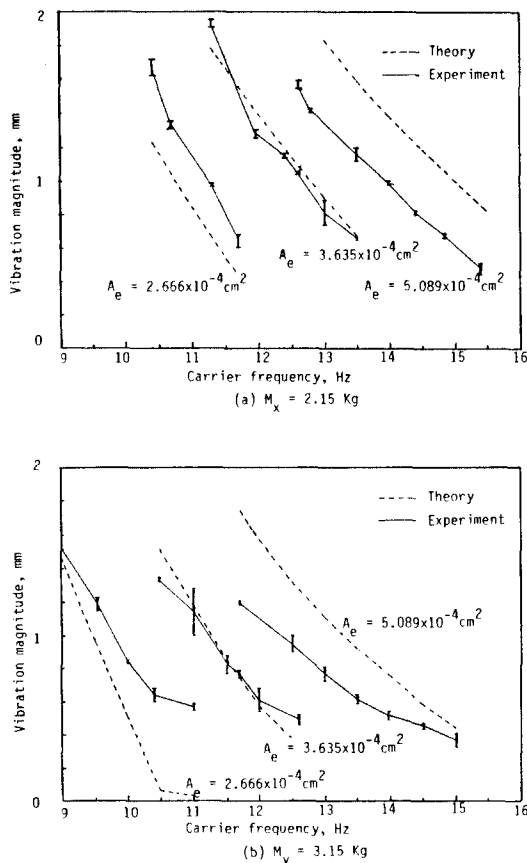 2
Theory
Experiment
Vibration magnitude, mm
1
A_e = 3.635x10^-4 cm^2
A_e = 2.666x10^-4 cm^2
A_e = 5.089x10^-4 cm^2
0
9 10 11 12 13 14 15 16
Carrier frequency, Hz
(a) M_x = 2.15 Kg
2
Theory
Experiment
Vibration magnitude, mm
A_e = 5.089x10^-4 cm^2
1
A_e = 3.635x10^-4 cm^2
A_e = 2.666x10^-4 cm^2
0
9 10 11 12 13 14 15 16
Carrier frequency, Hz
(b) M_x = 3.15 Kg